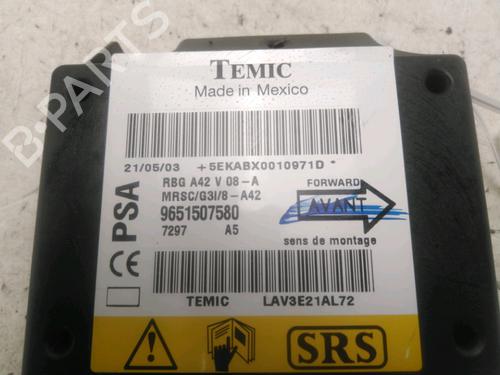 TEMIC
Made in Mexico
21/05/03 +5EKABX0010971D *
PSA
RBG A42 V 08-A
MRSC/G3I/8-A42
9651507580
7297 A5
FORWARD
AVANT
sens de montage
CE
TEMIC LAV3E21AL72
SRS
B-PARTS